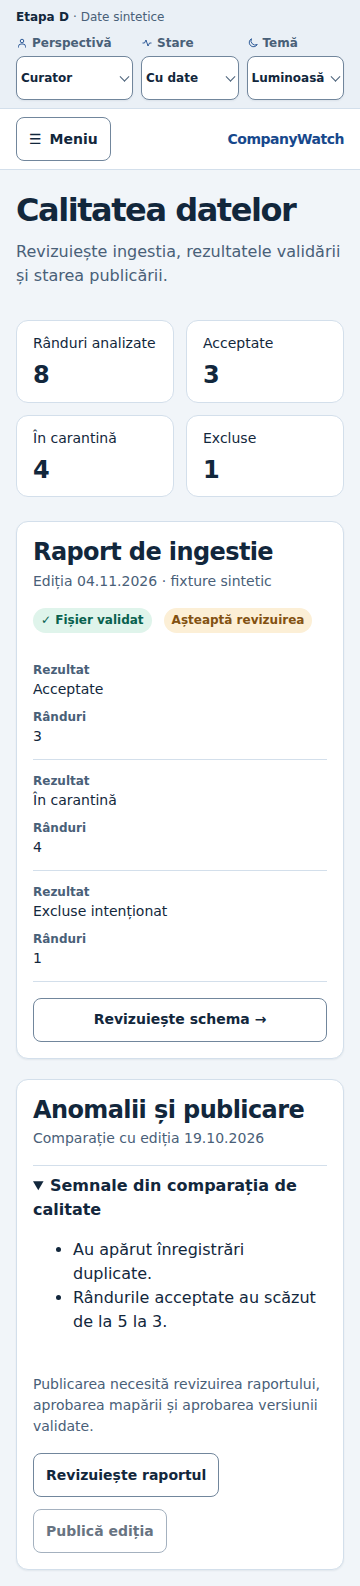 Etapa D · Date sintetice
Perspectivă
Stare
Temă
Curator
Cu date
Luminoasă
☰ Meniu
CompanyWatch
Calitatea datelor
Revizuiește ingestia, rezultatele validării
și starea publicării.
Rânduri analizate
8
Acceptate
3
În carantină
4
Excluse
1
Raport de ingestie
Ediția 04.11.2026 · fixture sintetic
✓ Fișier validat
Așteaptă revizuirea
Rezultat
Acceptate
Rânduri
3
Rezultat
În carantină
Rânduri
4
Rezultat
Excluse intenționat
Rânduri
1
Revizuiește schema →
Anomalii și publicare
Comparație cu ediția 19.10.2026
▼ Semnale din comparația de
calitate
• Au apărut înregistrări
duplicate.
• Rândurile acceptate au scăzut
de la 5 la 3.
Publicarea necesită revizuirea raportului,
aprobarea mapării și aprobarea versiunii
validate.
Revizuiește raportul
Publică ediția